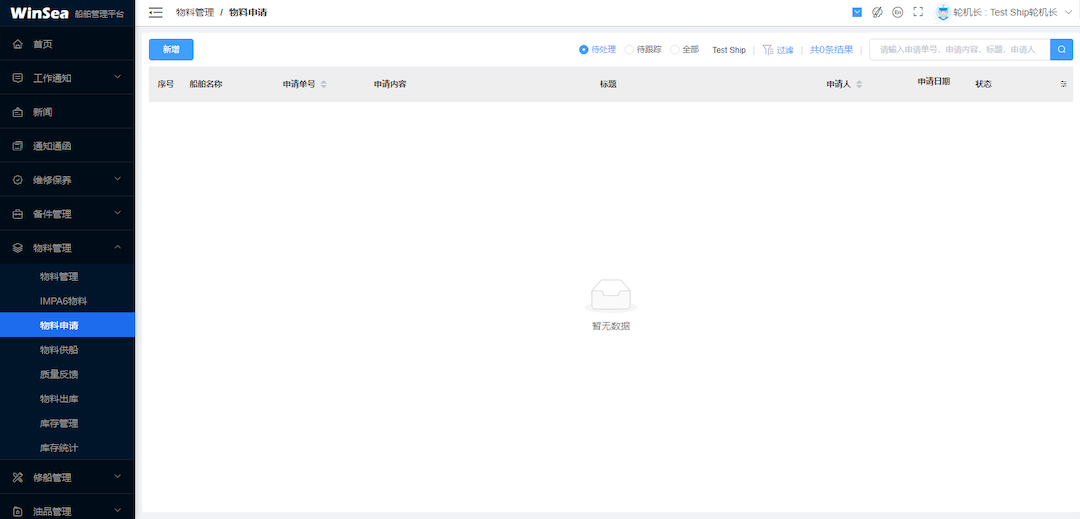 WinSea 船舶管理平台
物料管理 / 物料申请
En
轮机长 : Test Ship轮机长
首页
工作通知
新闻
通知通函
维修保养
备件管理
物料管理
物料管理
IMPA6物料
物料申请
物料供船
质量反馈
物料出库
库存管理
库存统计
修船管理
油品管理
新增
待处理 待跟踪 全部 Test Ship | 过滤 | 共0条结果 |
请输入申请单号、申请内容、标题、申请人
序号 船舶名称 申请单号 申请内容 标题 申请人 申请日期 状态
暂无数据